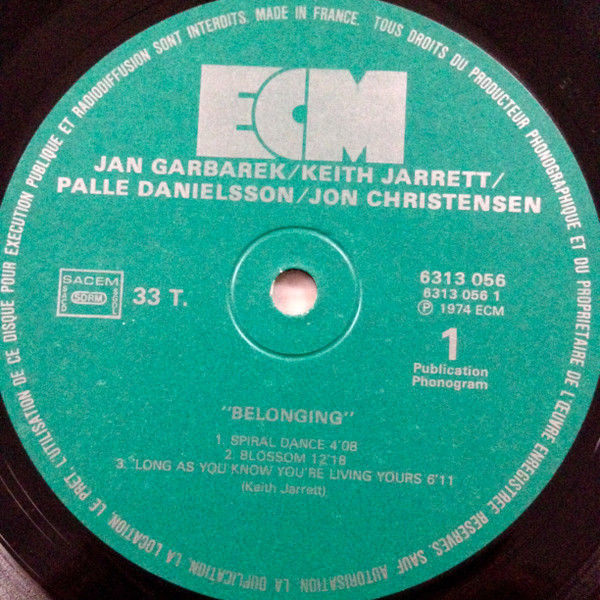 TOUS DROITS DU PRODUCTEUR PHONOGRAPHIQUE ET DU PROPRIETAIRE DE L'ŒUVRE ENREGISTREE RESERVES. SAUF AUTORISATION, LA DUPLICATION, LA LOCATION, LE PRET, L'UTILISATION DE CE DISQUE POUR EXECUTION PUBLIQUE ET RADIODIFFUSION SONT INTERDITS. MADE IN FRANCE.
ECM
JAN GARBAREK/KEITH JARRETT/
PALLE DANIELSSON/JON CHRISTENSEN
SACEM
SACD
SDRM
SGDL
33 T.
6313 056
6313 056 1
Ⓟ 1974 ECM
1
Publication
Phonogram
"BELONGING"
1. SPIRAL DANCE 4'08
2. BLOSSOM 12'18
3. 'LONG AS YOU KNOW YOU'RE LIVING YOURS 6'11
(Keith Jarrett)